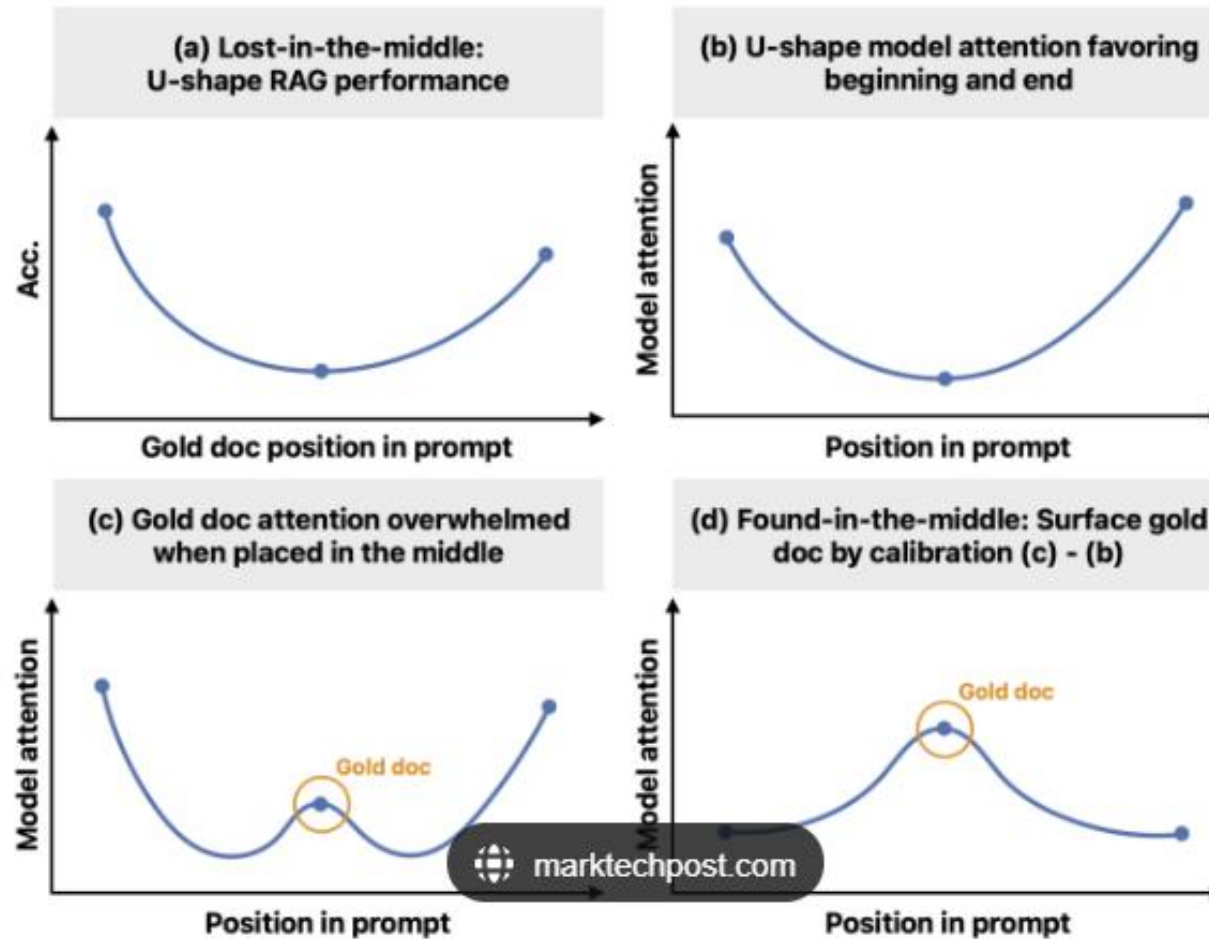 (a) Lost-in-the-middle:
U-shape RAG performance
Acc.
Gold doc position in prompt
(b) U-shape model attention favoring
beginning and end
Model attention
Position in prompt
(c) Gold doc attention overwhelmed
when placed in the middle
Model attention
Gold doc
Position in prompt
(d) Found-in-the-middle: Surface gold
doc by calibration (c) - (b)
Model attention
Gold doc
Position in prompt
marktechpost.com